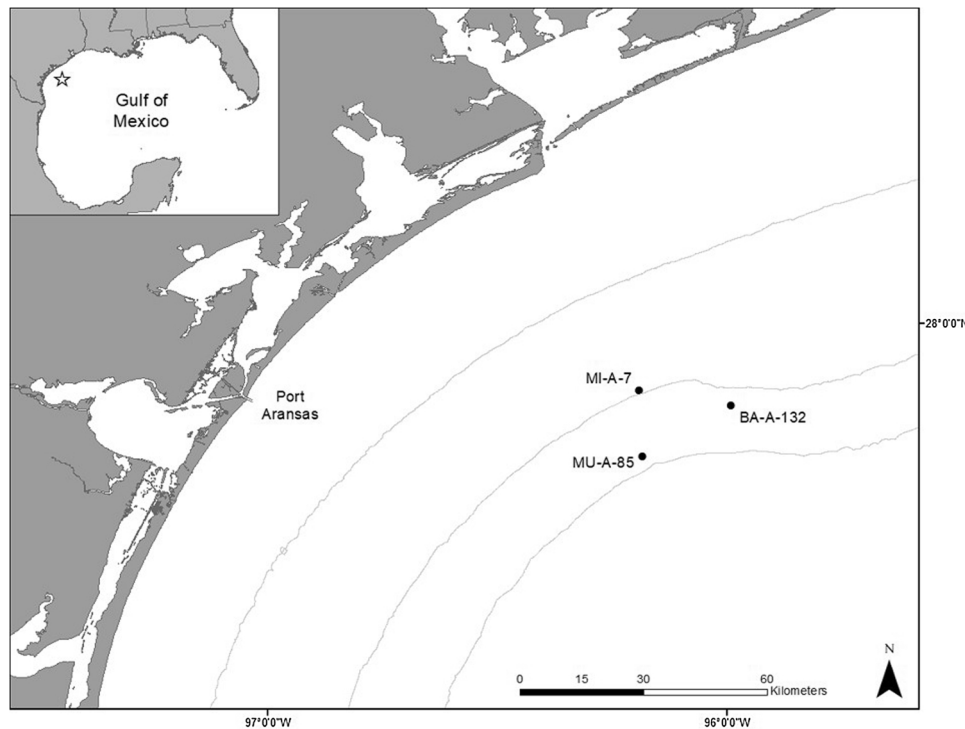 Gulf of
Mexico
28°0'0"N
MI-A-7
Port
Aransas
BA-A-132
MU-A-85
N
0 15 30 60
Kilometers
97°0'0"W
96°0'0"W